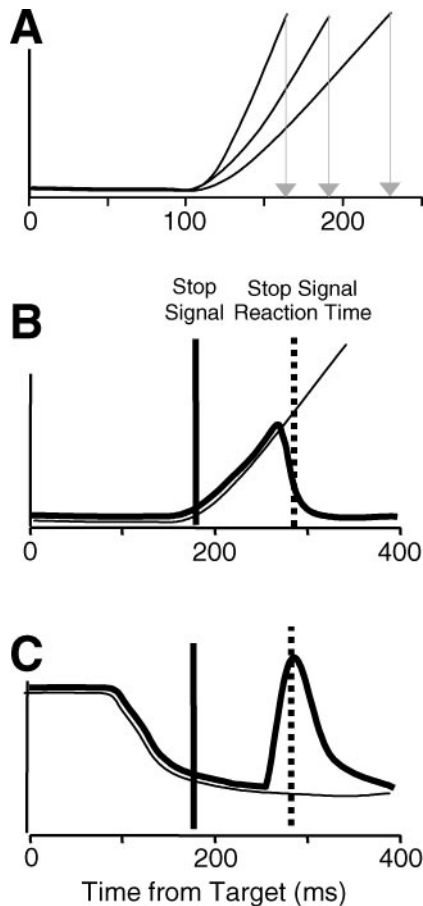 A
0 100 200
Stop Signal
Stop Signal Reaction Time
B
0 200 400
C
0 200 400
Time from Target (ms)